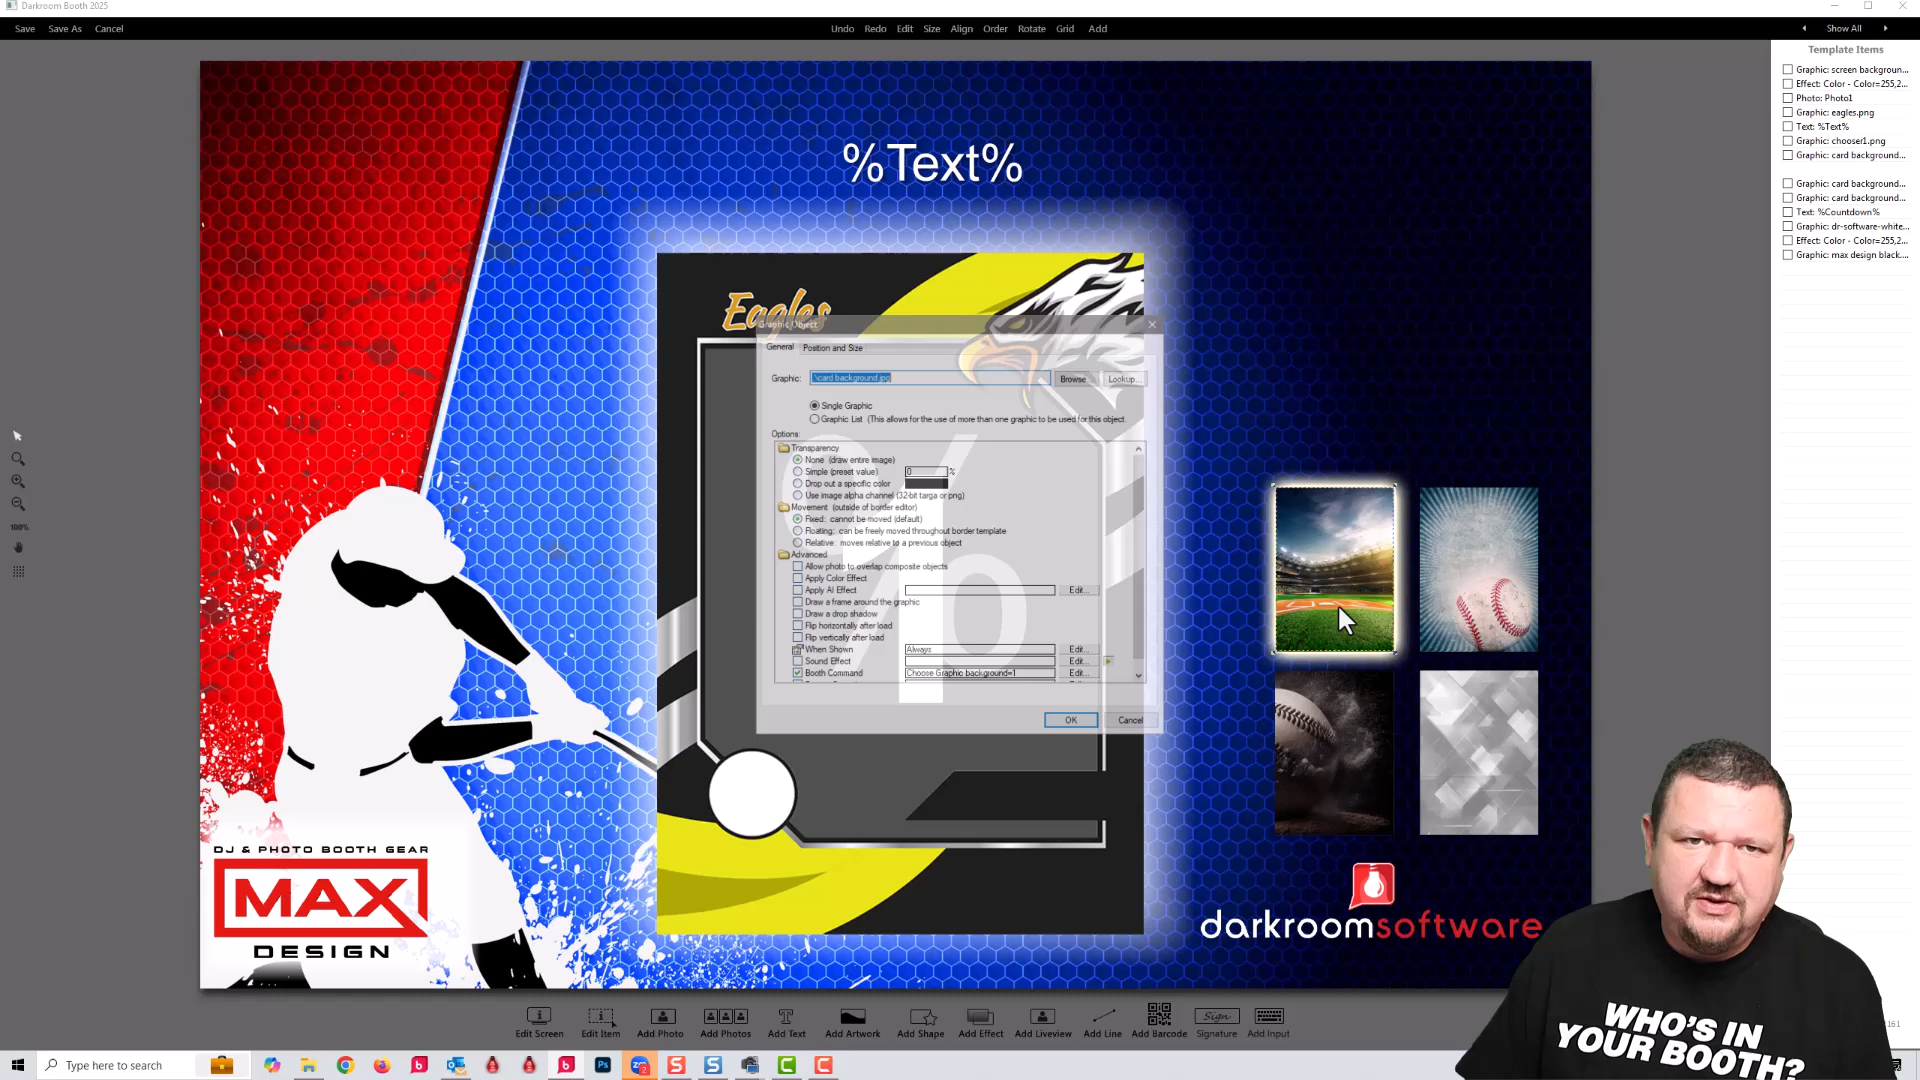 Darkroom Booth 2025
Save
Save As
Cancel
Undo
Redo
Edit
Size
Align
Order
Rotate
Grid
Add
Show All
Template Items
Graphic: screen backgroun...
Effect: Color - Color=255,2...
Photo: Photo1
Graphic: eagles.png
Text: %Text%
Graphic: chooser1.png
Graphic: card background...
Graphic: card background...
Graphic: card background...
Text: %Countdown%
Graphic: dr-software-white...
Effect: Color - Color=255,2...
Graphic: max design black....
%Text%
Eagles
Graphic Object
General
Position and Size
Graphic:
.\card background.jpg
Browse
Lookup...
Single Graphic
Graphic List (This allows for the use of more than one graphic to be used for this object.
Options:
Transparency
None (draw entire image)
Simple (preset value)
0
%
Drop out a specific color
Use image alpha channel (32-bit targa or png)
Movement (outside of border editor)
Fixed: cannot be moved (default)
Floating: can be freely moved throughout border template
Relative: moves relative to a previous object
Advanced
Allow photo to overlap composite objects
Apply Color Effect
Apply AI Effect
Edit...
Draw a frame around the graphic
Draw a drop shadow
Flip horizontally after load
Flip vertically after load
When Shown
Always
Edit...
Sound Effect
Edit...
Booth Command
Choose Graphic background=1
Edit...
OK
Cancel
100%
DJ & PHOTO BOOTH GEAR
MAX
DESIGN
darkroomsoftware
WHO'S IN
YOUR BOOTH?
Edit Screen
Edit Item
Add Photo
Add Photos
Add Text
Add Artwork
Add Shape
Add Effect
Add Liveview
Add Line
Add Barcode
Sign
Signature
Add Input
Type here to search